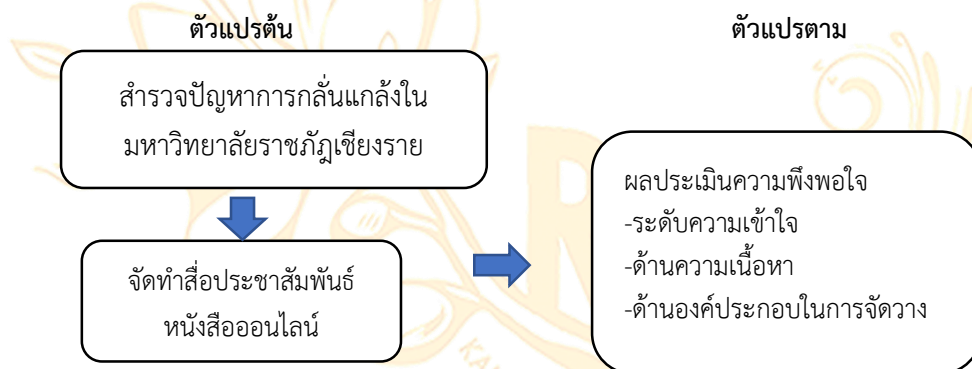 ตัวแปรต้น
ตัวแปรตาม
สำรวจปัญหาการกลั่นแกล้งใน
มหาวิทยาลัยราชภัฏเชียงราย
จัดทำสื่อประชาสัมพันธ์
หนังสือออนไลน์
ผลประเมินความพึงพอใจ
-ระดับความเข้าใจ
-ด้านความเนื้อหา
-ด้านองค์ประกอบในการจัดวาง